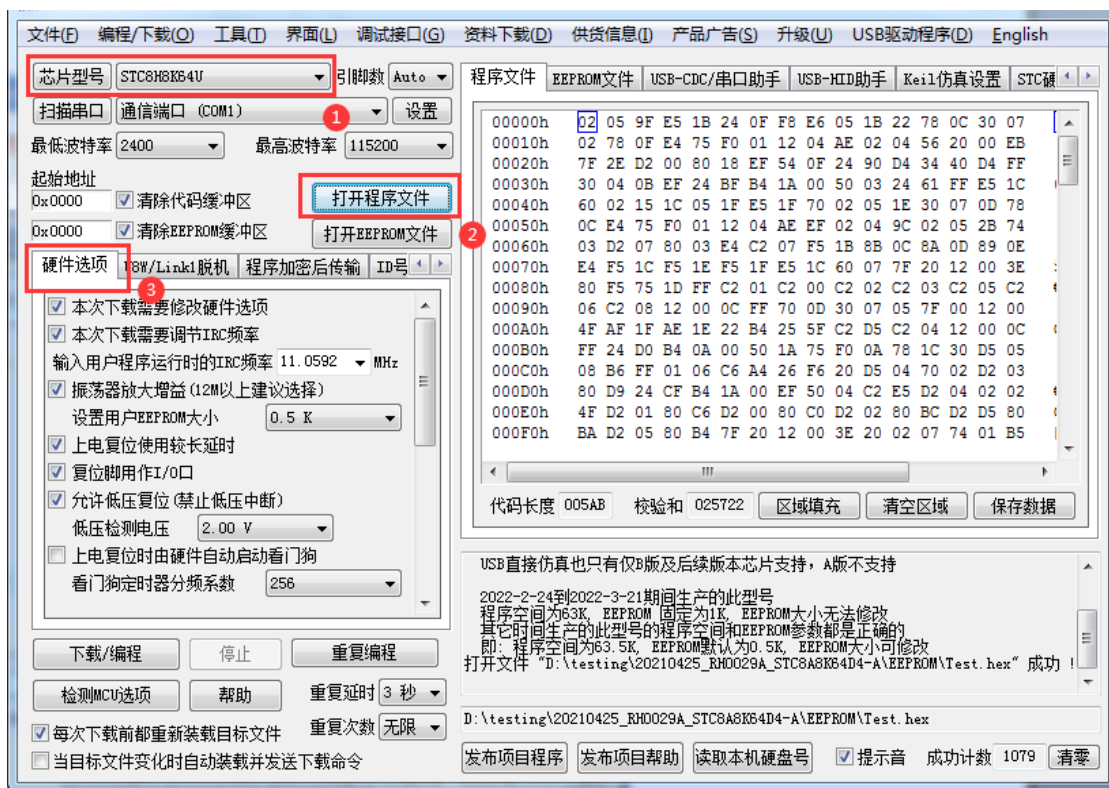 文件(F) 编程/下载(O) 工具(T) 界面(L) 调试接口(G) 资料下载(D) 供货信息(I) 产品广告(S) 升级(U) USB驱动程序(D) English
芯片型号 STC8H8K64U 引脚数 Auto
扫描串口 通信端口 (COM1) 设置
1
最低波特率 2400 最高波特率 115200
起始地址
0x0000 清除代码缓冲区 打开程序文件
0x0000 清除EEPROM缓冲区 打开EEPROM文件
2
硬件选项 U8W/Link1脱机 程序加密后传输 ID号
3
本次下载需要修改硬件选项
本次下载需要调节IRC频率
输入用户程序运行时的IRC频率 11.0592 MHz
振荡器放大增益(12M以上建议选择)
设置用户EEPROM大小 0.5 K
上电复位使用较长延时
复位脚用作I/O口
允许低压复位(禁止低压中断)
低压检测电压 2.00 V
上电复位时由硬件自动启动看门狗
看门狗定时器分频系数 256
下载/编程 停止 重复编程
检测MCU选项 帮助 重复延时 3 秒
每次下载前都重新装载目标文件 重复次数 无限
当目标文件变化时自动装载并发送下载命令
程序文件 EEPROM文件 USB-CDC/串口助手 USB-HID助手 Keil仿真设置 STC硬
00000h 02 05 9F E5 1B 24 0F F8 E6 05 1B 22 78 0C 30 07
00010h 02 78 0F E4 75 F0 01 12 04 AE 02 04 56 20 00 EB
00020h 7F 2E D2 00 80 18 EF 54 0F 24 90 D4 34 40 D4 FF
00030h 30 04 0B EF 24 BF B4 1A 00 50 03 24 61 FF E5 1C
00040h 60 02 15 1C 05 1F E5 1F 70 02 05 1E 30 07 0D 78
00050h 0C E4 75 F0 01 12 04 AE EF 02 04 9C 02 05 2B 74
00060h 03 D2 07 80 03 E4 C2 07 F5 1B 8B 0C 8A 0D 89 0E
00070h E4 F5 1C F5 1E F5 1F E5 1C 60 07 7F 20 12 00 3E
00080h 80 F5 75 1D FF C2 01 C2 00 C2 02 C2 03 C2 05 C2
00090h 06 C2 08 12 00 0C FF 70 0D 30 07 05 7F 00 12 00
000A0h 4F AF 1F AE 1E 22 B4 25 5F C2 D5 C2 04 12 00 0C
000B0h FF 24 D0 B4 0A 00 50 1A 75 F0 0A 78 1C 30 D5 05
000C0h 08 B6 FF 01 06 C6 A4 26 F6 20 D5 04 70 02 D2 03
000D0h 80 D9 24 CF B4 1A 00 EF 50 04 C2 E5 D2 04 02 02
000E0h 4F D2 01 80 C6 D2 00 80 C0 D2 02 80 BC D2 D5 80
000F0h BA D2 05 80 B4 7F 20 12 00 3E 20 02 07 74 01 B5
代码长度 005AB 校验和 025722 区域填充 清空区域 保存数据
USB直接仿真也只有仅B版及后续版本芯片支持，A版不支持
2022-2-24到2022-3-21期间生产的此型号
程序空间为63K, EEPROM 固定为1K, EEPROM大小无法修改
其它时间生产的此型号的程序空间和EEPROM参数都是正确的
即: 程序空间为63.5K, EEPROM默认为0.5K, EEPROM大小可修改
打开文件 "D:\testing\20210425_RH0029A_STC8A8K64D4-A\EEPROM\Test.hex" 成功 !
D:\testing\20210425_RH0029A_STC8A8K64D4-A\EEPROM\Test.hex
发布项目程序 发布项目帮助 读取本机硬盘号 提示音 成功计数 1079 清零